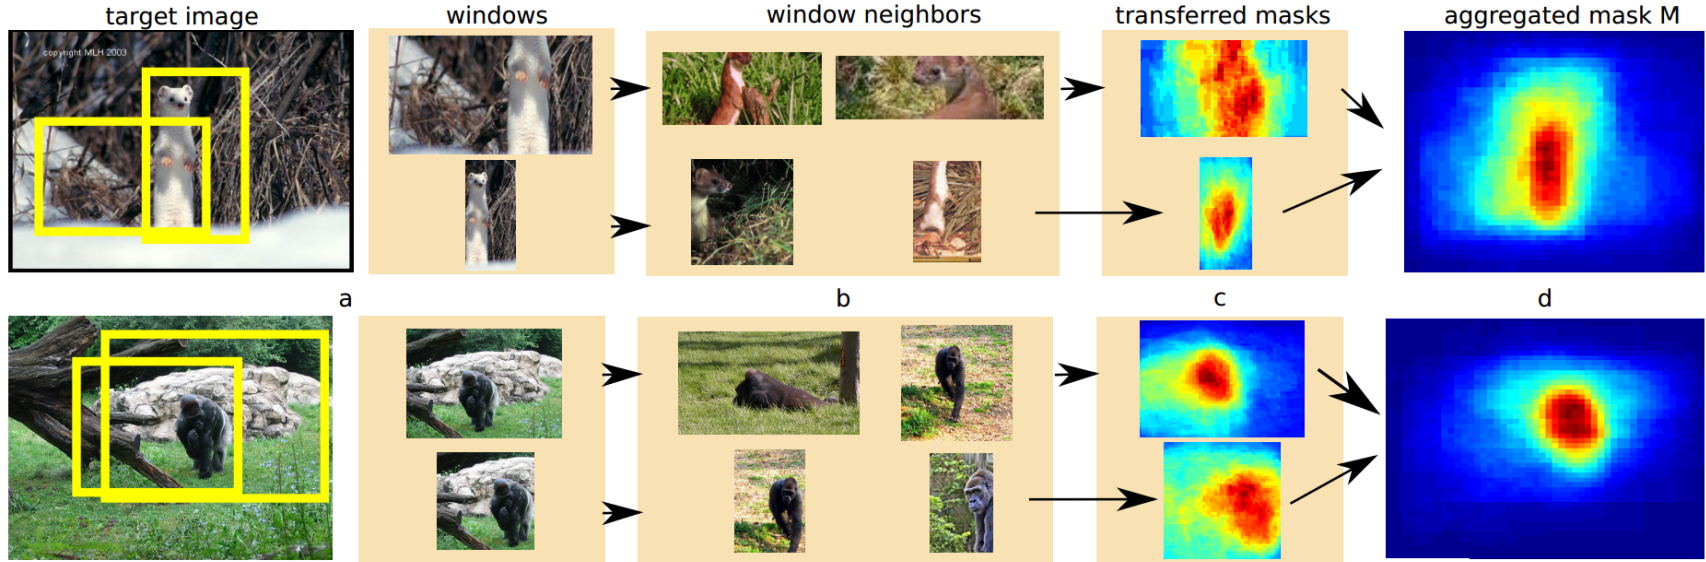 target image
windows
window neighbors
transferred masks
aggregated mask M
copyright MLH 2003
a
b
c
d